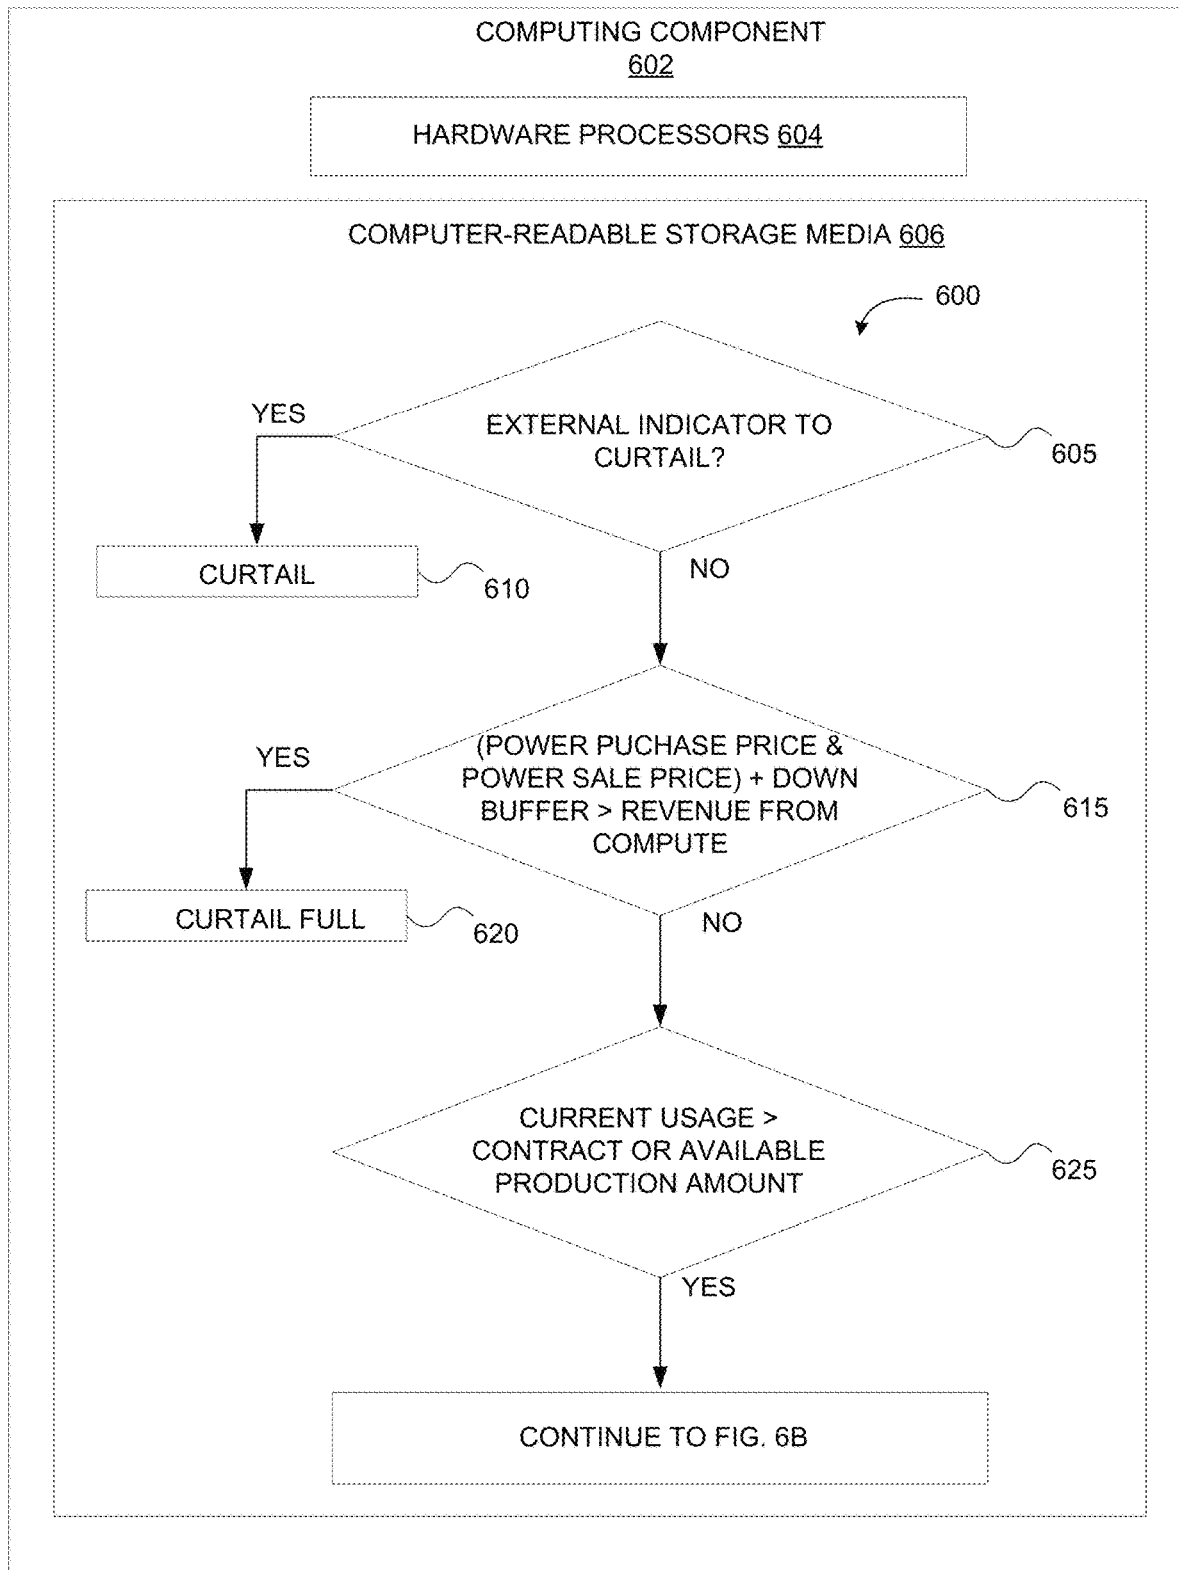 COMPUTING COMPONENT
602
HARDWARE PROCESSORS 604
COMPUTER-READABLE STORAGE MEDIA 606
600
YES
EXTERNAL INDICATOR TO
CURTAIL?
605
CURTAIL
610
NO
YES
(POWER PUCHASE PRICE &
POWER SALE PRICE) + DOWN
BUFFER > REVENUE FROM
COMPUTE
615
CURTAIL FULL
620
NO
CURRENT USAGE >
CONTRACT OR AVAILABLE
PRODUCTION AMOUNT
625
YES
CONTINUE TO FIG. 6B